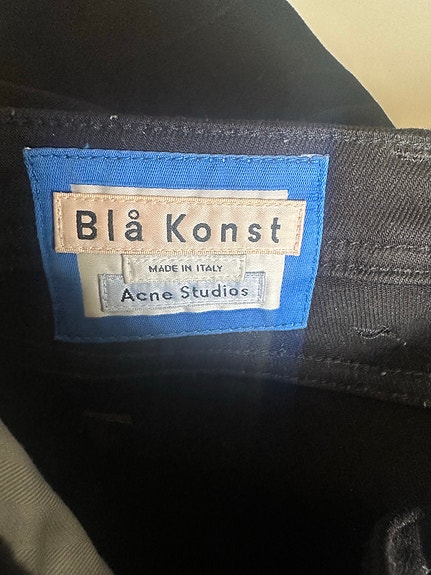 Blå Konst
MADE IN ITALY
Acne Studios